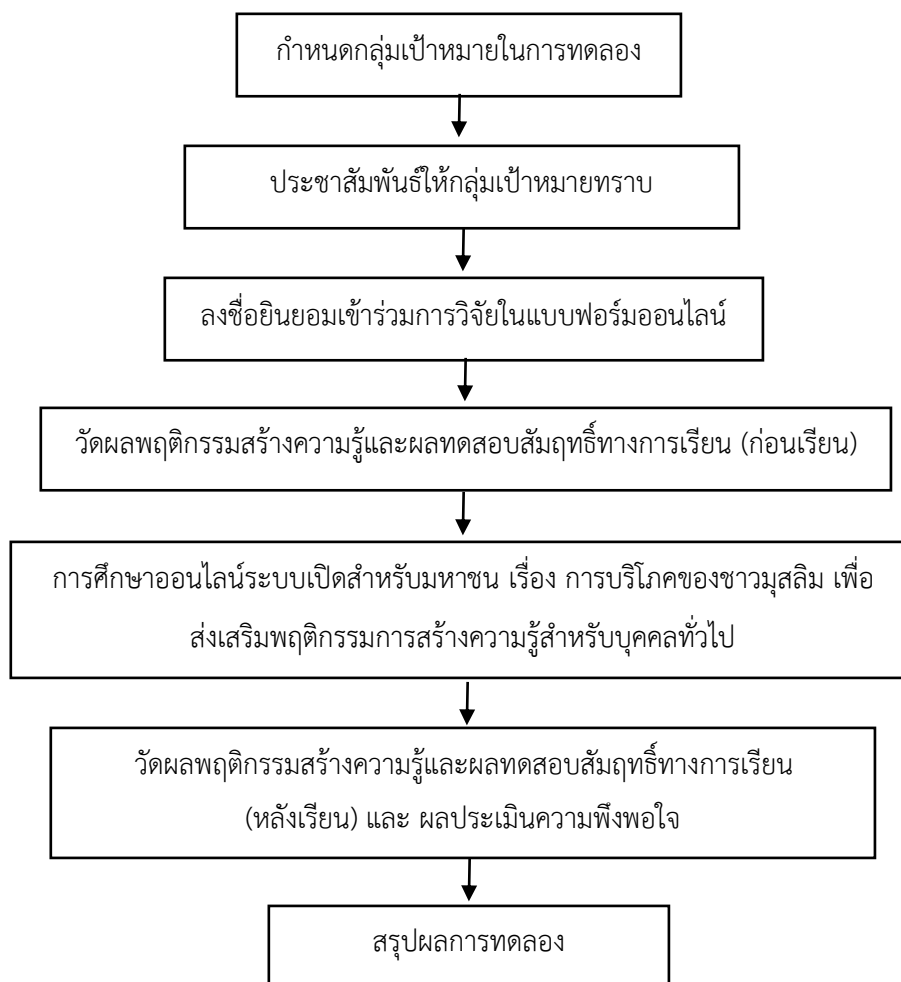 กำหนดกลุ่มเป้าหมายในการทดลอง
ประชาสัมพันธ์ให้กลุ่มเป้าหมายทราบ
ลงชื่อยินยอมเข้าร่วมการวิจัยในแบบฟอร์มออนไลน์
วัดผลพฤติกรรมสร้างความรู้และผลทดสอบสัมฤทธิ์ทางการเรียน (ก่อนเรียน)
การศึกษาออนไลน์ระบบเปิดสำหรับมหาชน เรื่อง การบริโภคของชาวมุสลิม เพื่อ
ส่งเสริมพฤติกรรมการสร้างความรู้สำหรับบุคคลทั่วไป
วัดผลพฤติกรรมสร้างความรู้และผลทดสอบสัมฤทธิ์ทางการเรียน
(หลังเรียน) และ ผลประเมินความพึงพอใจ
สรุปผลการทดลอง